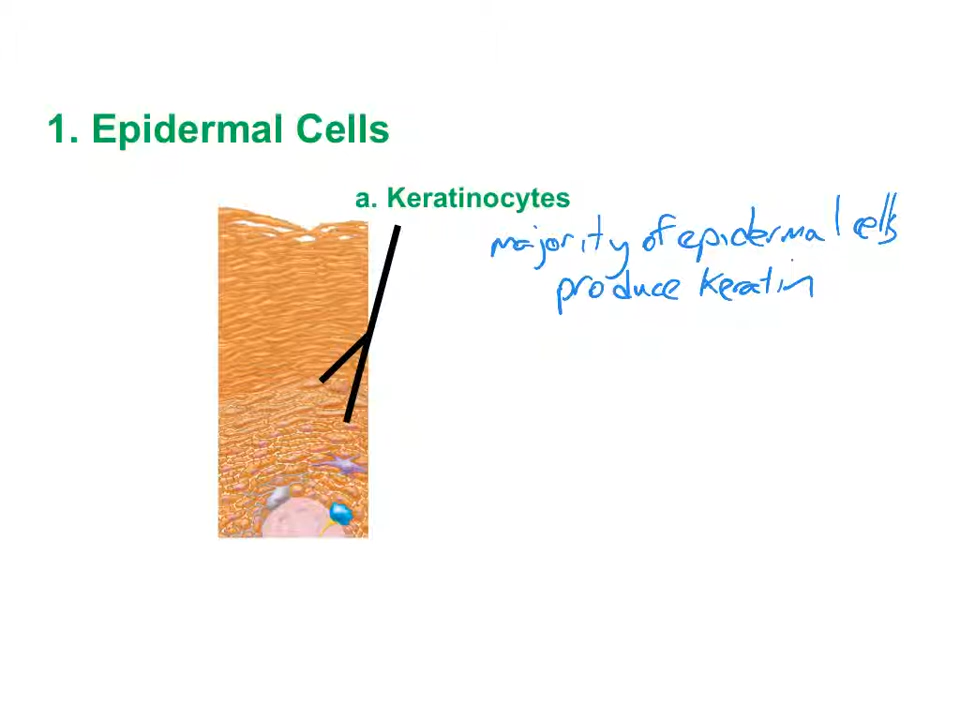 1. Epidermal Cells
a. Keratinocytes
majority of epidermal cells
produce keratin